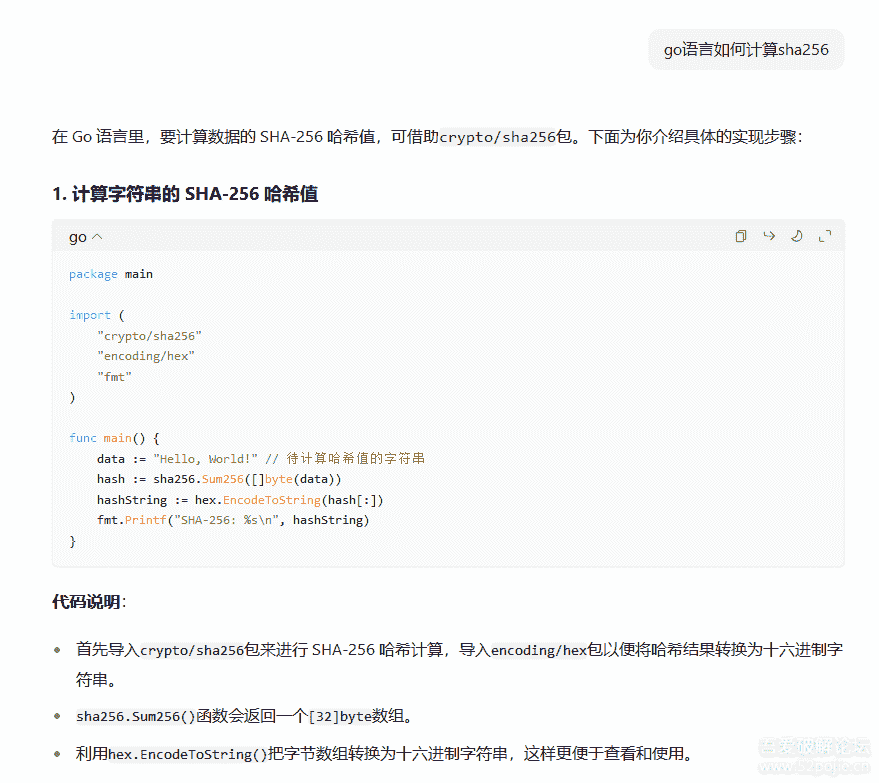 go语言如何计算sha256
在 Go 语言里，要计算数据的 SHA-256 哈希值，可借助crypto/sha256包。下面为你介绍具体的实现步骤：
1. 计算字符串的 SHA-256 哈希值
go
package main
import (
    "crypto/sha256"
    "encoding/hex"
    "fmt"
)
func main() {
    data := "Hello, World!" // 待计算哈希值的字符串
    hash := sha256.Sum256([]byte(data))
    hashString := hex.EncodeToString(hash[:])
    fmt.Printf("SHA-256: %s\n", hashString)
}
代码说明：
首先导入crypto/sha256包来进行 SHA-256 哈希计算，导入encoding/hex包以便将哈希结果转换为十六进制字
符串。
sha256.Sum256()函数会返回一个[32]byte数组。
利用hex.EncodeToString()把字节数组转换为十六进制字符串，这样更便于查看和使用。
吾爱破解论坛
www.52pojie.cn